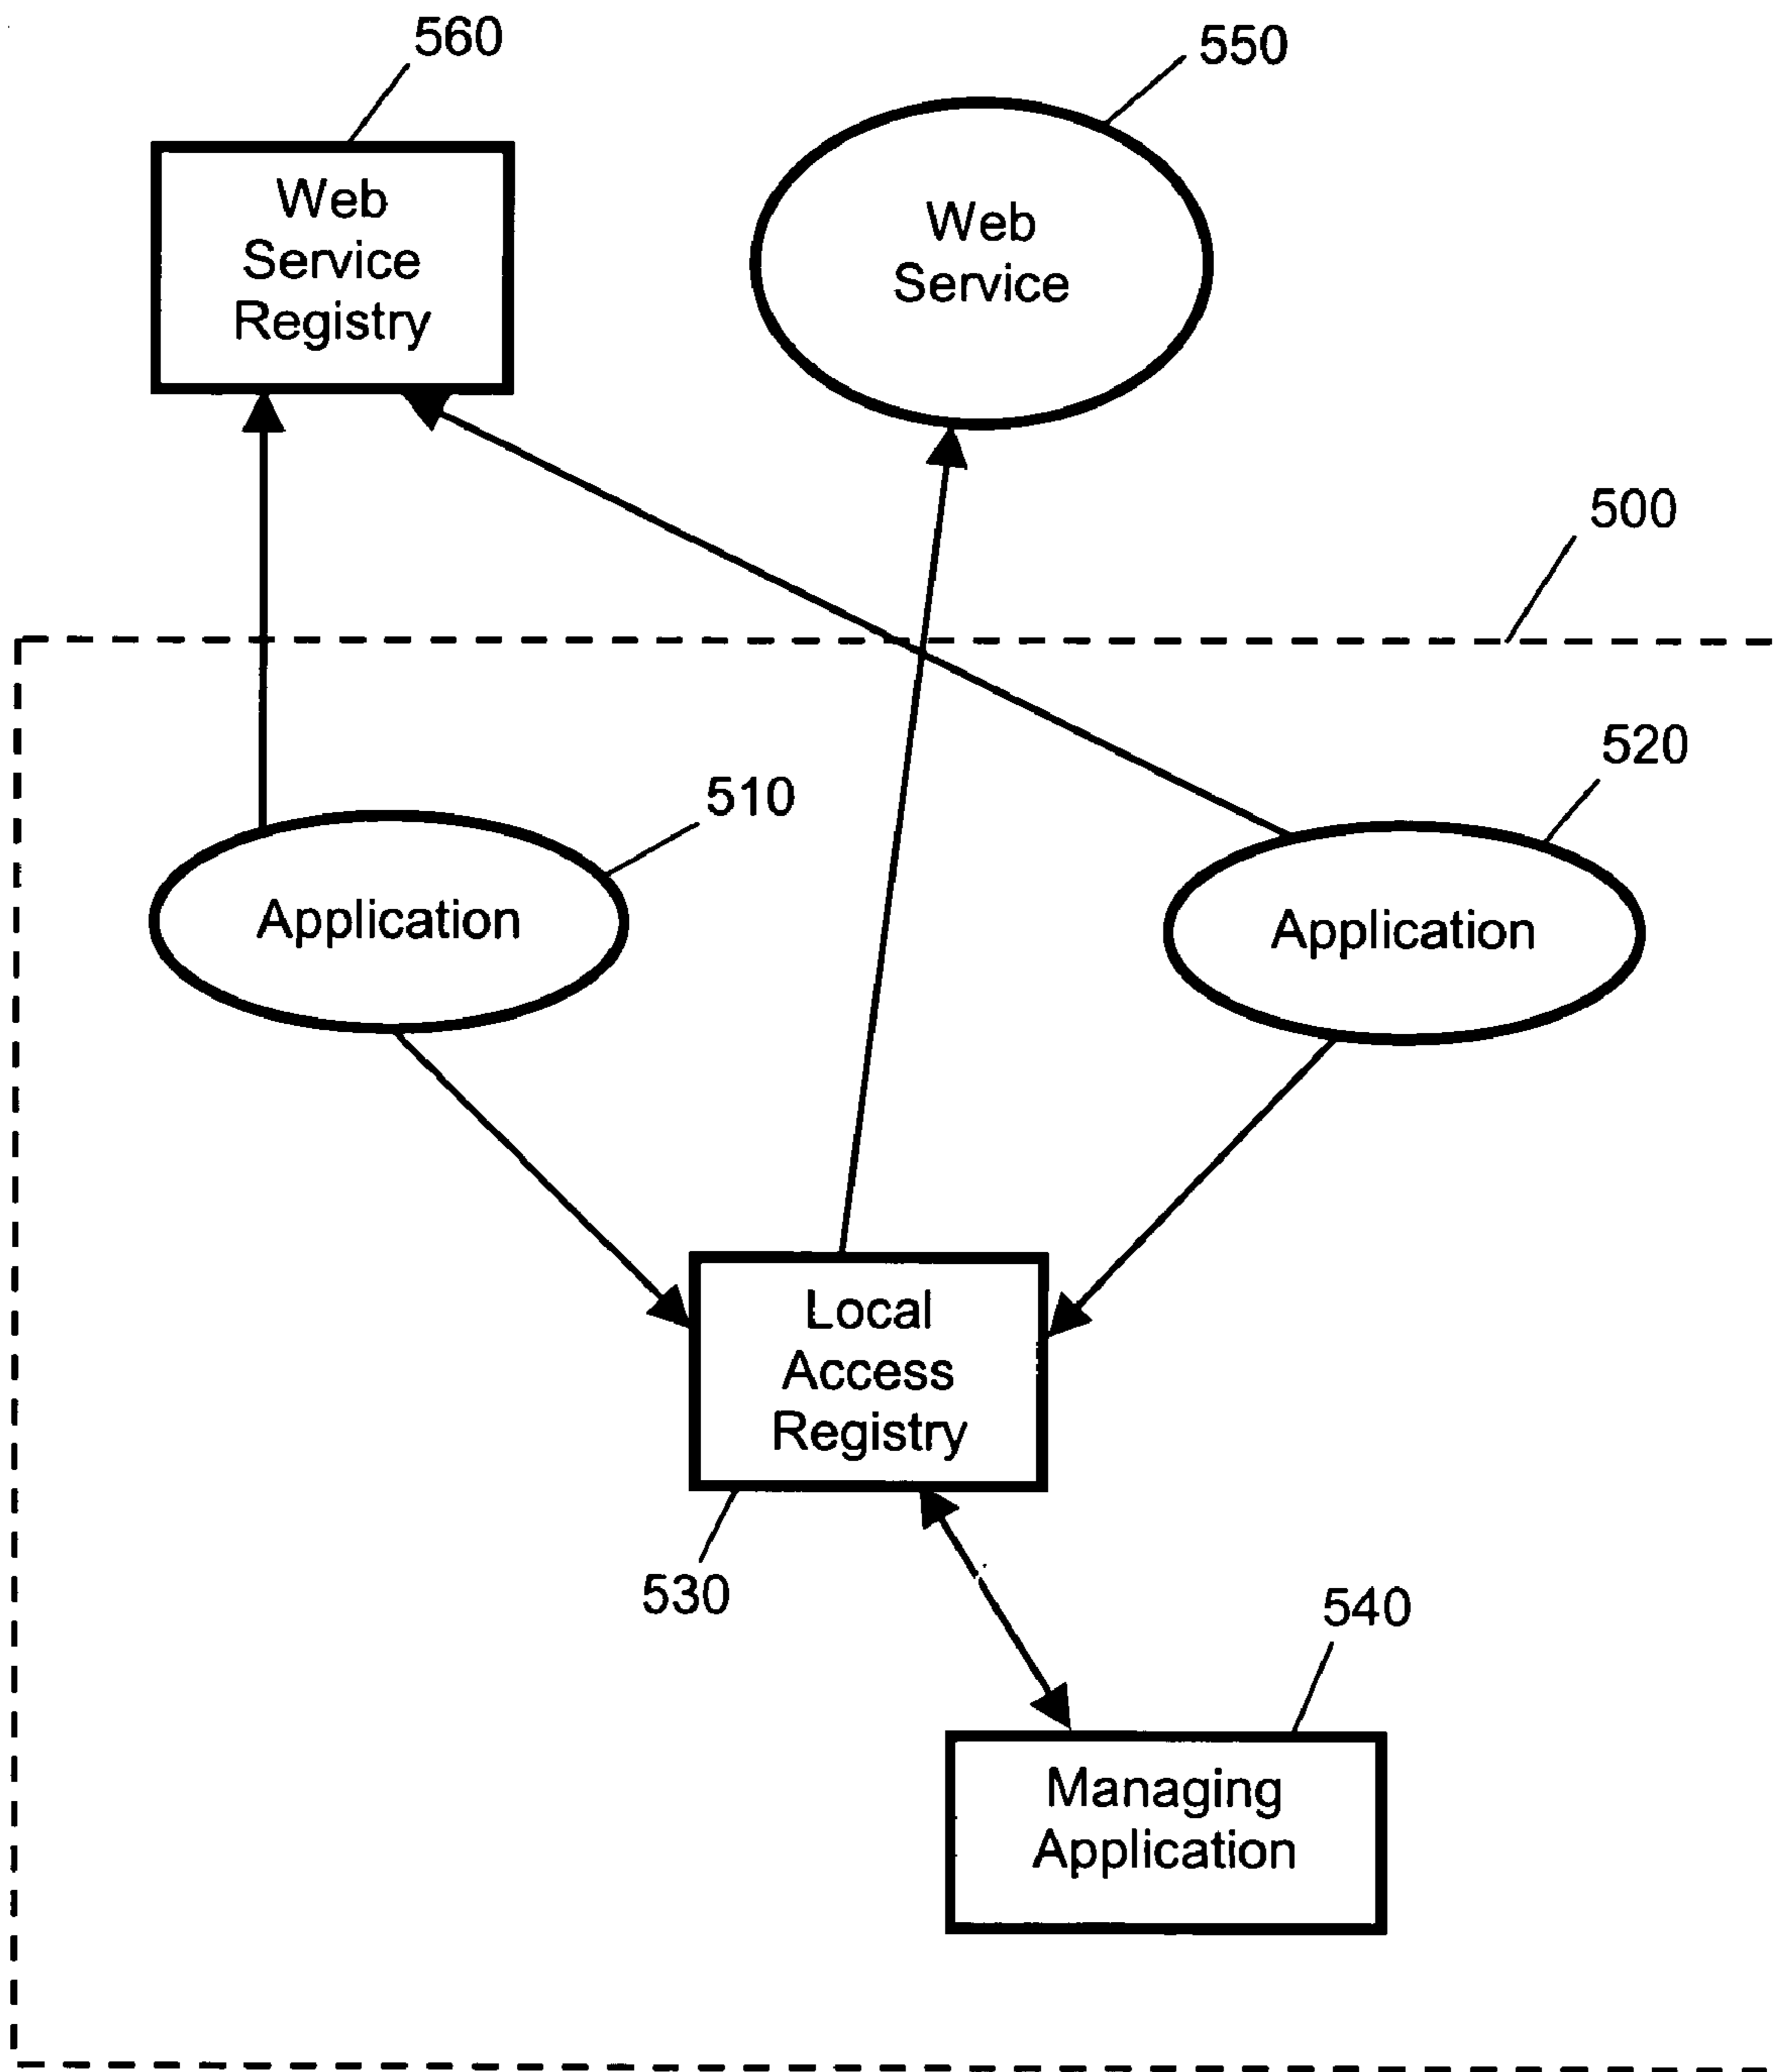 560
550
Web
Service
Registry
Web
Service
500
520
510
Application
Application
Local
Access
Registry
530
540
Managing
Application